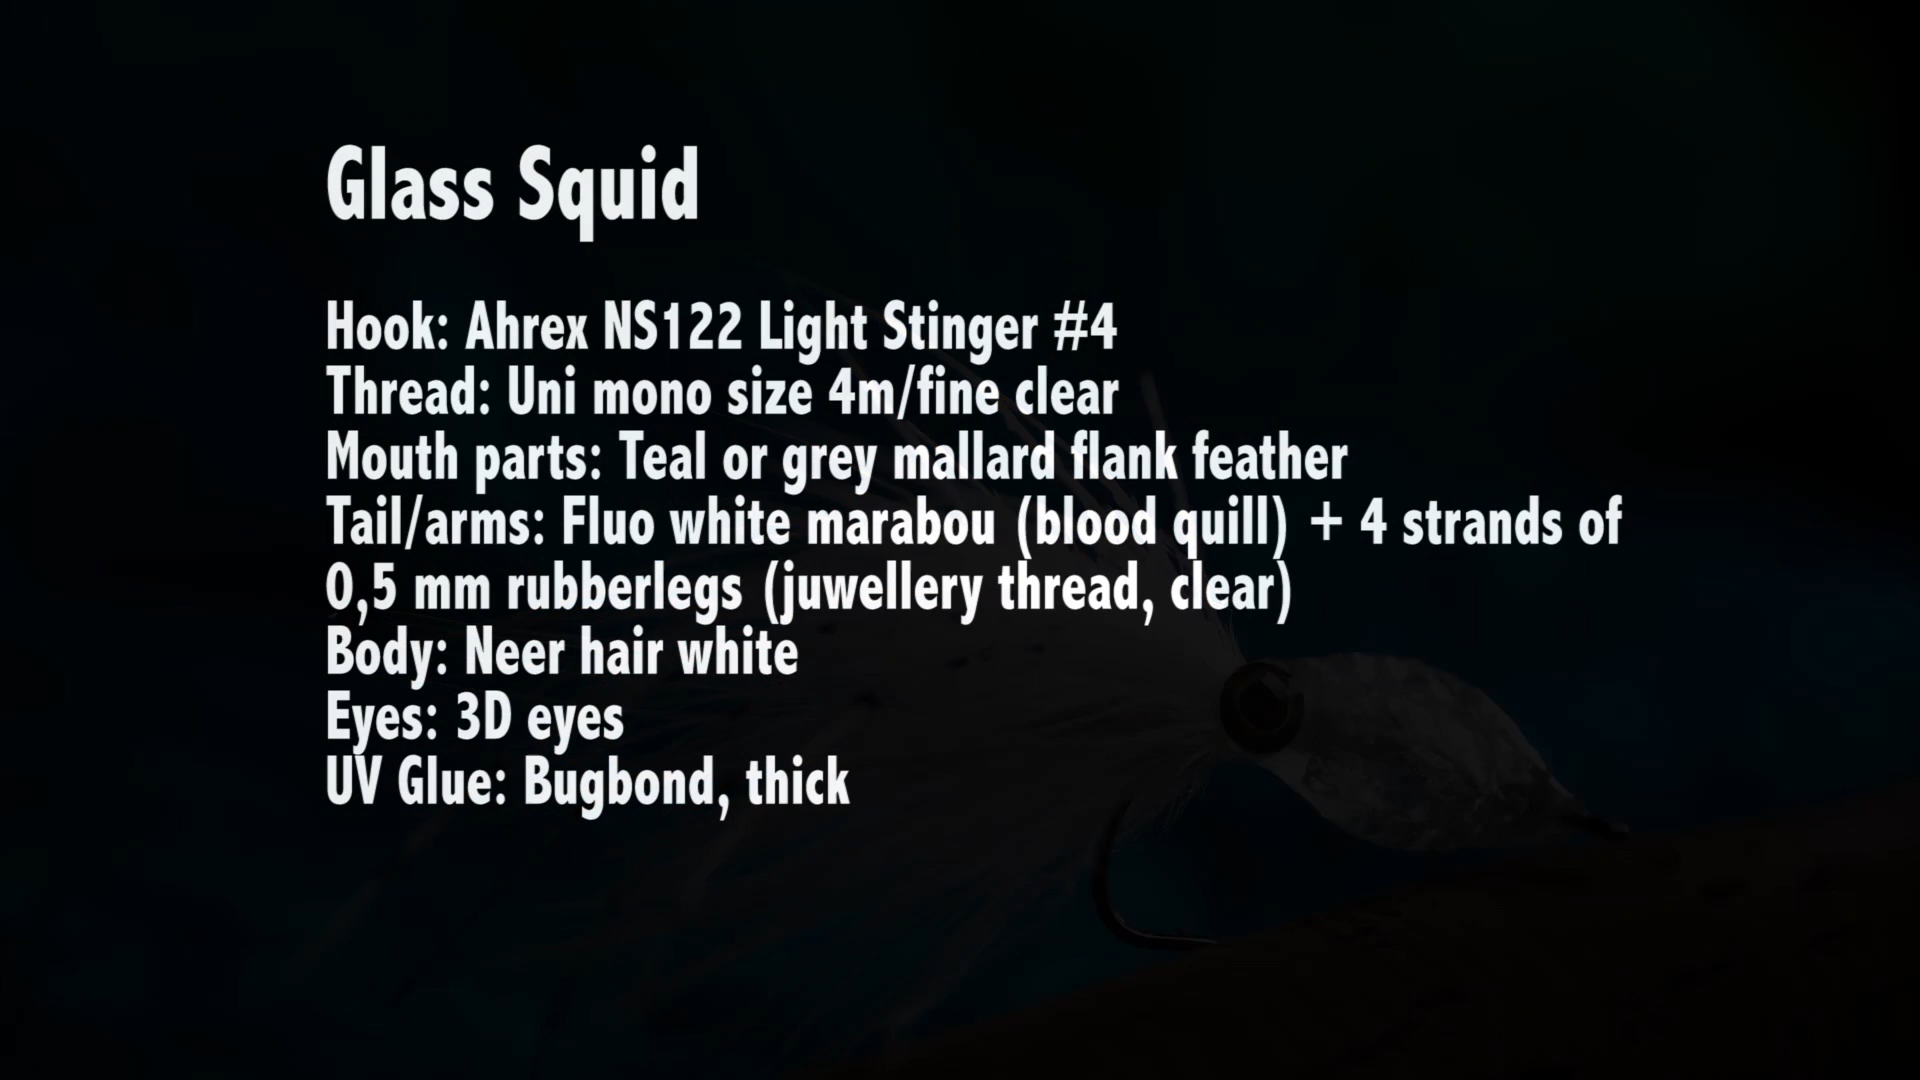 Glass Squid
Hook: Ahrex NS122 Light Stinger #4
Thread: Uni mono size 4m/fine clear
Mouth parts: Teal or grey mallard flank feather
Tail/arms: Fluo white marabou (blood quill) + 4 strands of
0,5 mm rubberlegs (juwellery thread, clear)
Body: Neer hair white
Eyes: 3D eyes
UV Glue: Bugbond, thick